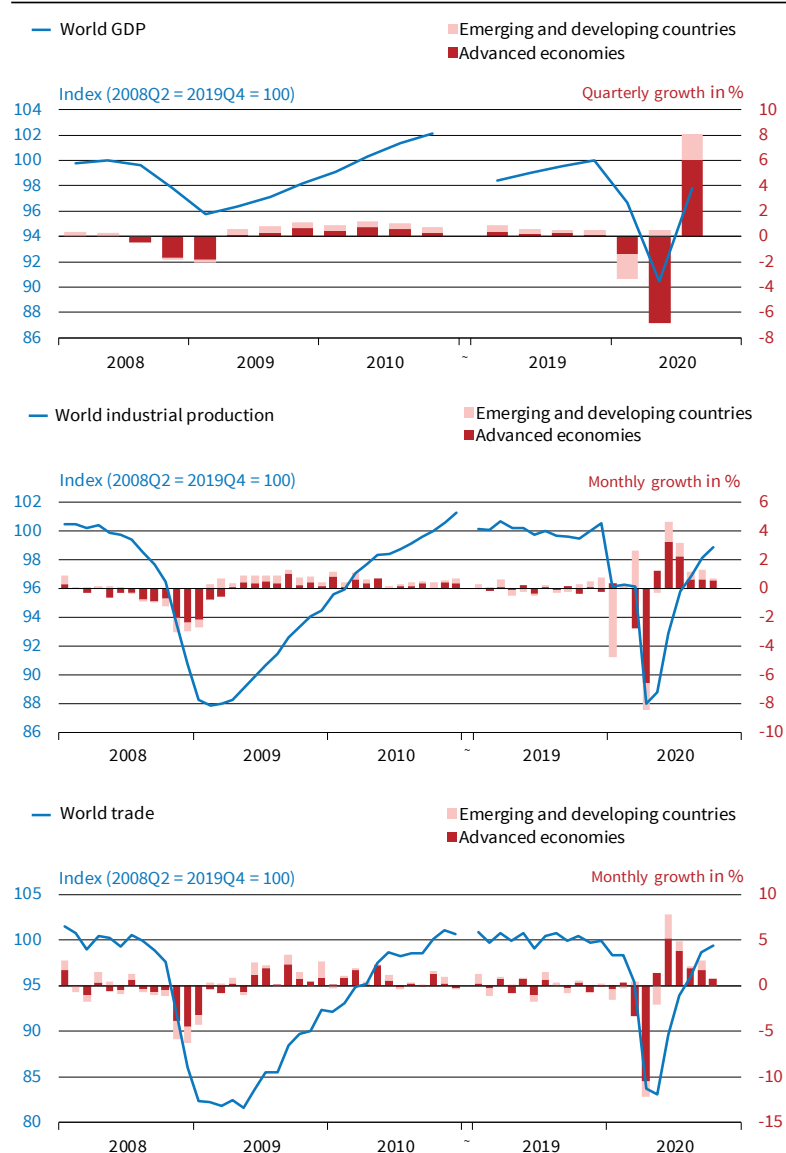 World GDP
Emerging and developing countries
Advanced economies
Index (2008Q2 = 2019Q4 = 100)
Quarterly growth in %
104 10
102 8
100 6
98 4
96 2
94 0
92 -2
90 -4
88 -6
86 -8
2008 2009 2010 ~ 2019 2020
World industrial production
Emerging and developing countries
Advanced economies
Index (2008Q2 = 2019Q4 = 100)
Monthly growth in %
102 6
100 4
98 2
96 0
94 -2
92 -4
90 -6
88 -8
86 -10
2008 2009 2010 ~ 2019 2020
World trade
Emerging and developing countries
Advanced economies
Index (2008Q2 = 2019Q4 = 100)
Monthly growth in %
105 10
100 5
95 0
90 -5
85 -10
80 -15
2008 2009 2010 ~ 2019 2020